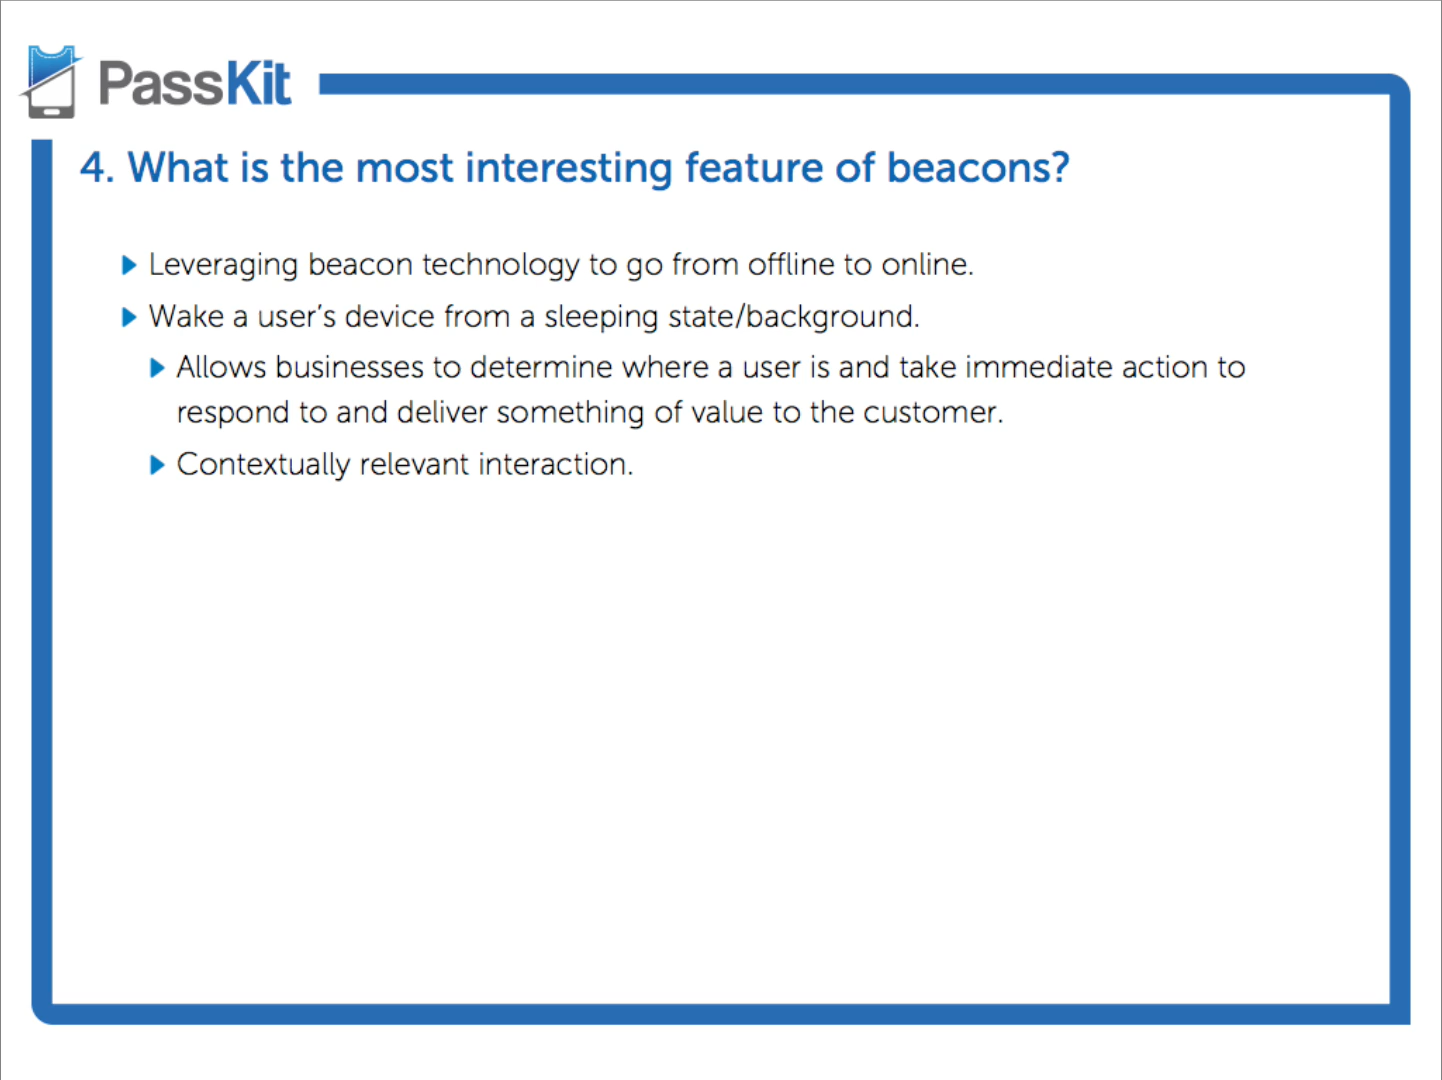 PassKit
4. What is the most interesting feature of beacons?
Leveraging beacon technology to go from offline to online.
Wake a user's device from a sleeping state/background.
Allows businesses to determine where a user is and take immediate action to
respond to and deliver something of value to the customer.
Contextually relevant interaction.